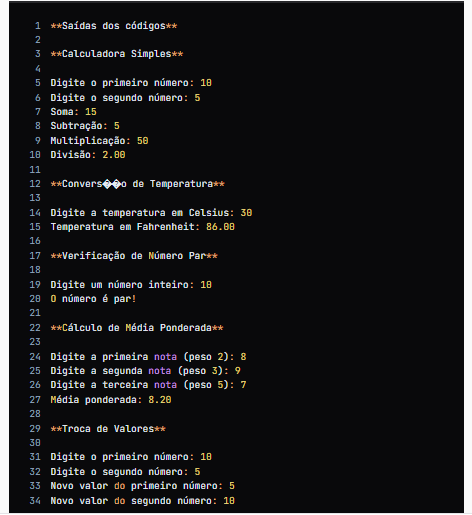 1 **Saídas dos códigos**
2
3 **Calculadora Simples**
4
5 Digite o primeiro número: 10
6 Digite o segundo número: 5
7 Soma: 15
8 Subtração: 5
9 Multiplicação: 50
10 Divisão: 2.00
11
12 **Convers��o de Temperatura**
13
14 Digite a temperatura em Celsius: 30
15 Temperatura em Fahrenheit: 86.00
16
17 **Verificação de Número Par**
18
19 Digite um número inteiro: 10
20 O número é par!
21
22 **Cálculo de Média Ponderada**
23
24 Digite a primeira nota (peso 2): 8
25 Digite a segunda nota (peso 3): 9
26 Digite a terceira nota (peso 5): 7
27 Média ponderada: 8.20
28
29 **Troca de Valores**
30
31 Digite o primeiro número: 10
32 Digite o segundo número: 5
33 Novo valor do primeiro número: 5
34 Novo valor do segundo número: 10